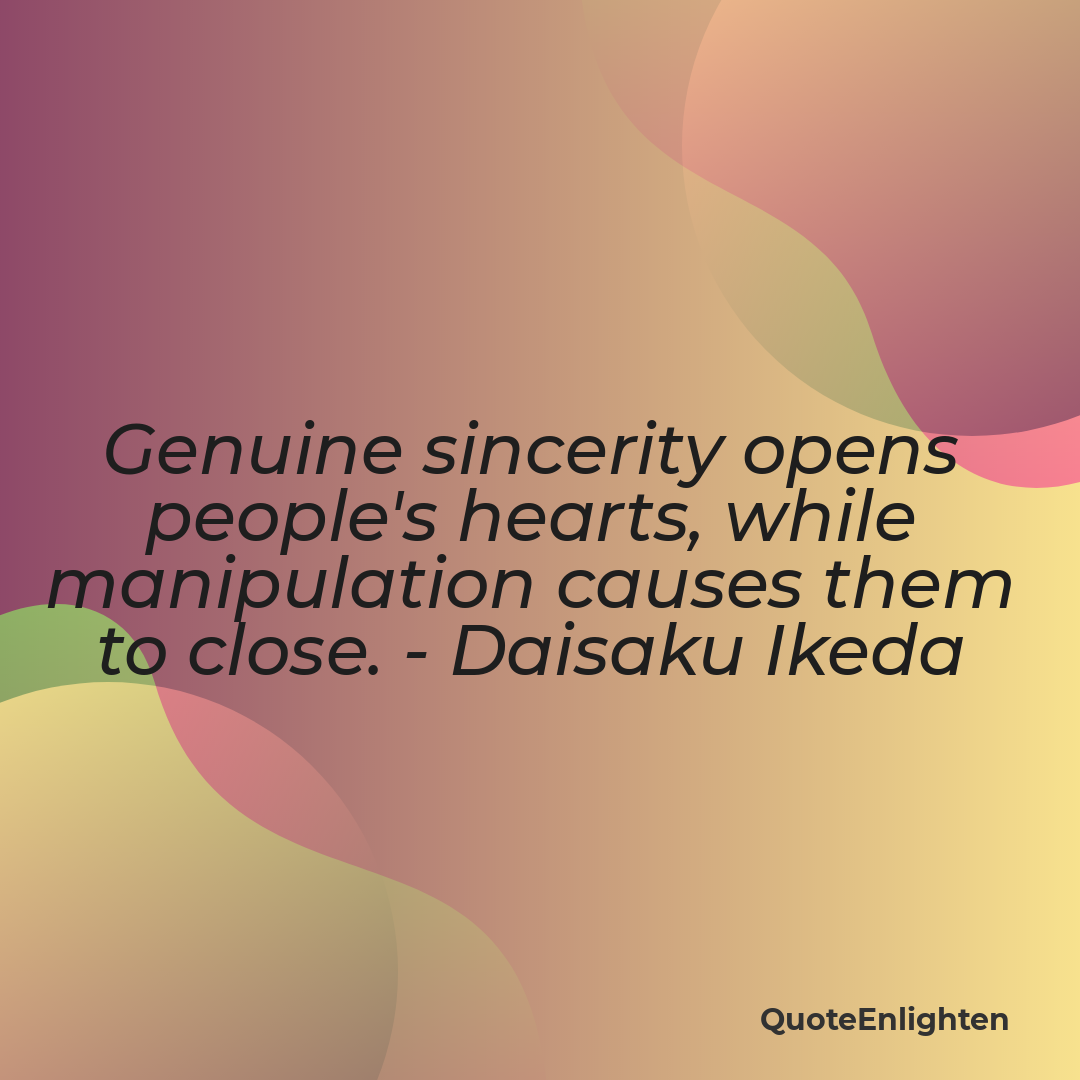 Genuine sincerity opens
people's hearts, while
manipulation causes them
to close. - Daisaku Ikeda
QuoteEnlighten